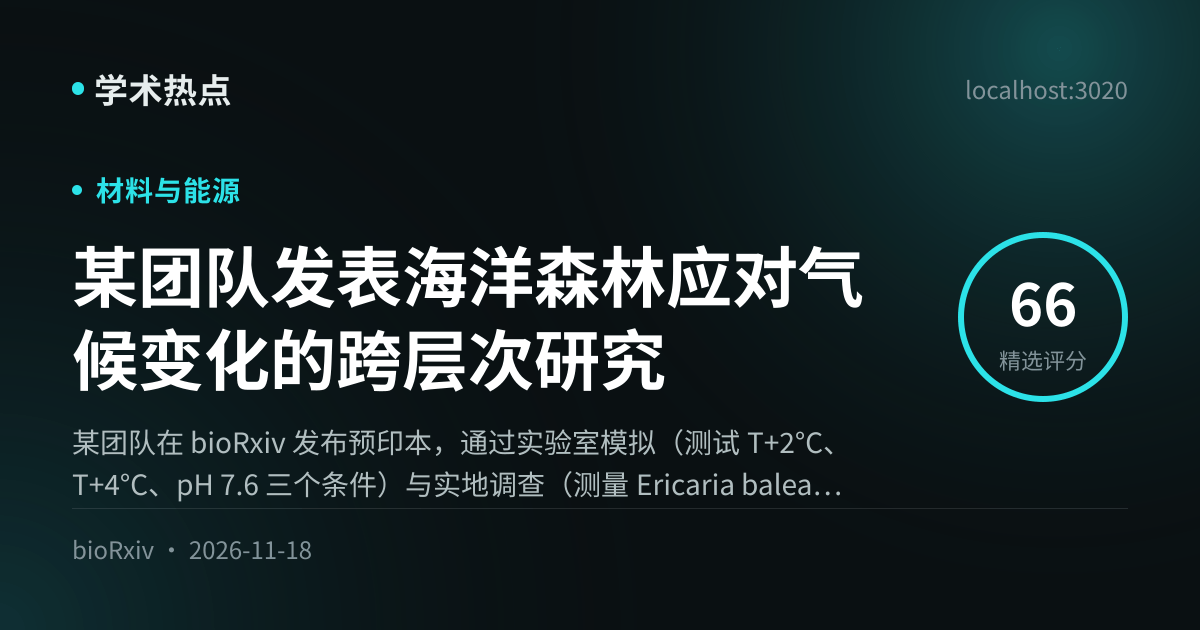 学术热点
localhost:3020
材料与能源
某团队发表海洋森林应对气
候变化的跨层次研究
66
精选评分
某团队在 bioRxiv 发布预印本，通过实验室模拟（测试 T+2°C、
T+4°C、pH 7.6 三个条件）与实地调查（测量 Ericaria balea…
bioRxiv · 2026-11-18